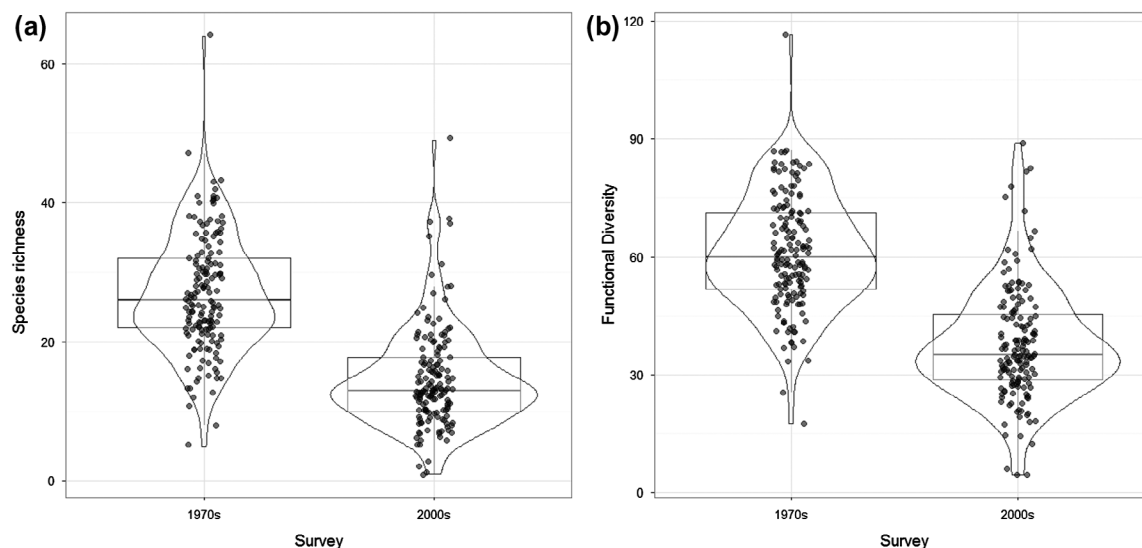 (a)
Species richness
60
40
20
0
1970s
2000s
Survey
(b)
Functional Diversity
120
90
60
30
0
1970s
2000s
Survey